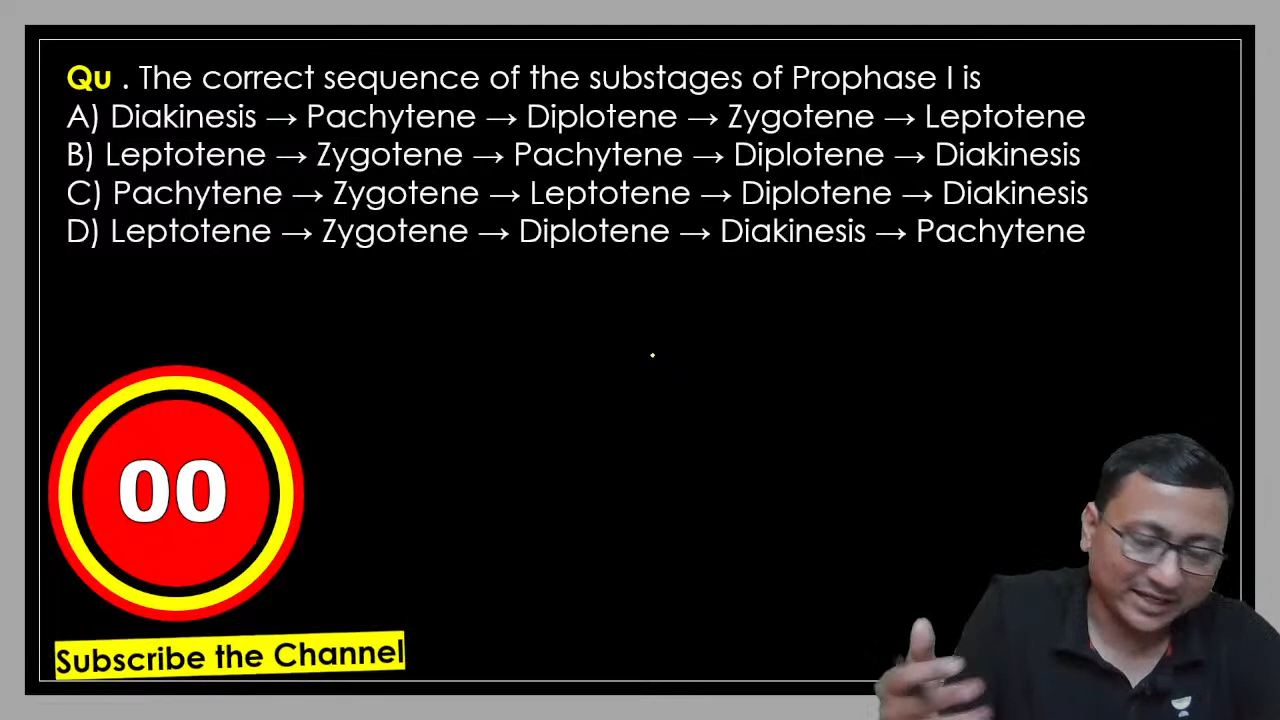 Qu . The correct sequence of the substages of Prophase I is
A) Diakinesis → Pachytene → Diplotene → Zygotene → Leptotene
B) Leptotene → Zygotene → Pachytene → Diplotene → Diakinesis
C) Pachytene → Zygotene → Leptotene → Diplotene → Diakinesis
D) Leptotene → Zygotene → Diplotene → Diakinesis → Pachytene
00
Subscribe the Channel